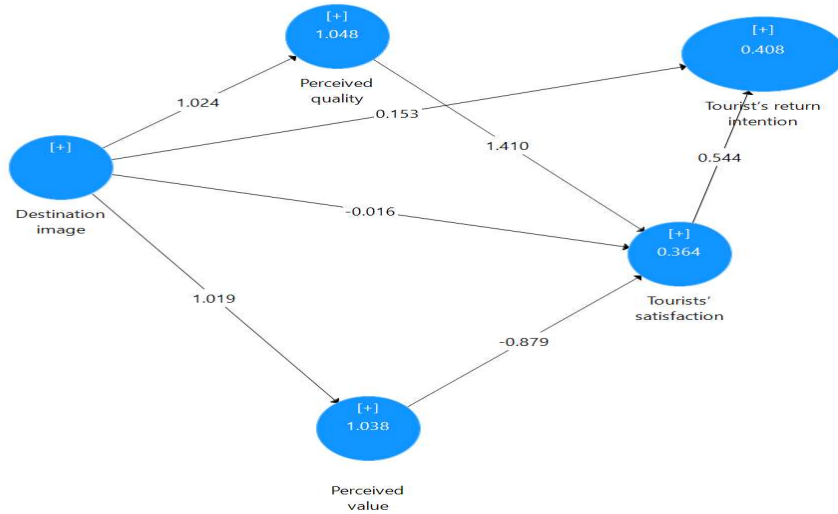 [+]
1.048
Perceived
quality
[+]
0.408
Tourist's return
intention
1.024
0.153
1.410
0.544
[+]
Destination
image
-0.016
[+]
0.364
Tourists'
satisfaction
1.019
-0.879
[+]
1.038
Perceived
value